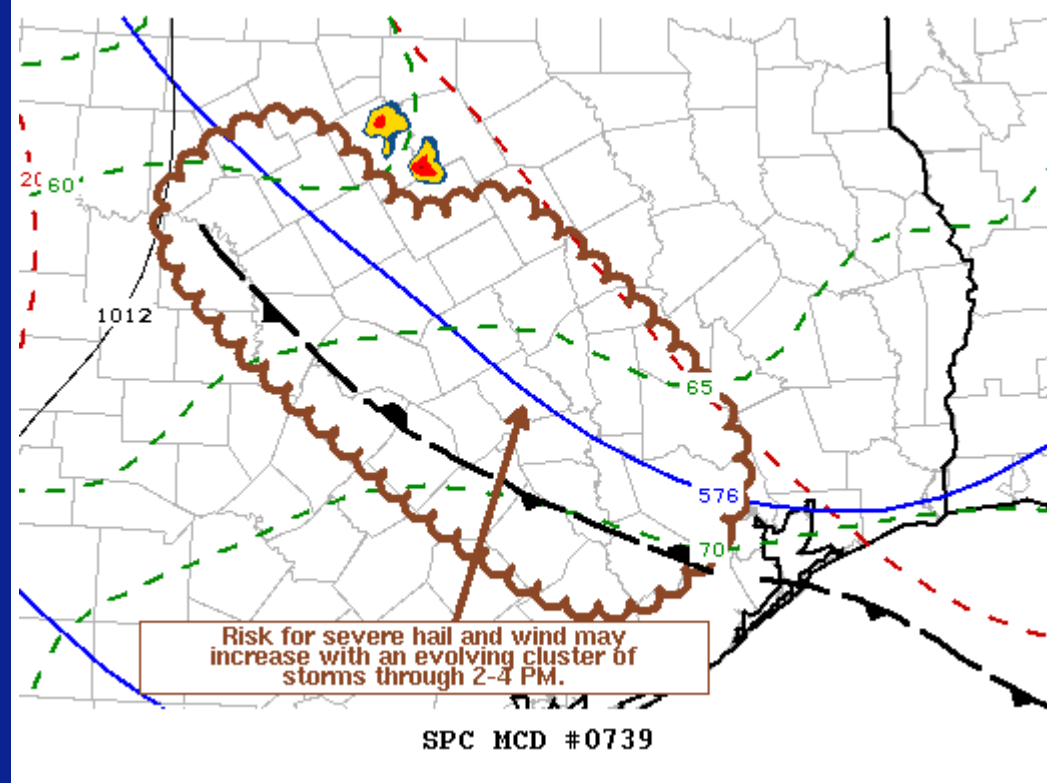 20
60
1012
65
576
70
Risk for severe hail and wind may
increase with an evolving cluster of
storms through 2-4 PM.
SPC MCD #0739